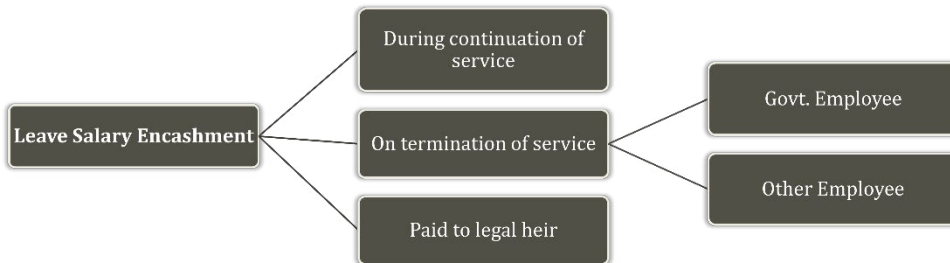 Leave Salary Encashment
During continuation of
service
On termination of service
Paid to legal heir
Govt. Employee
Other Employee